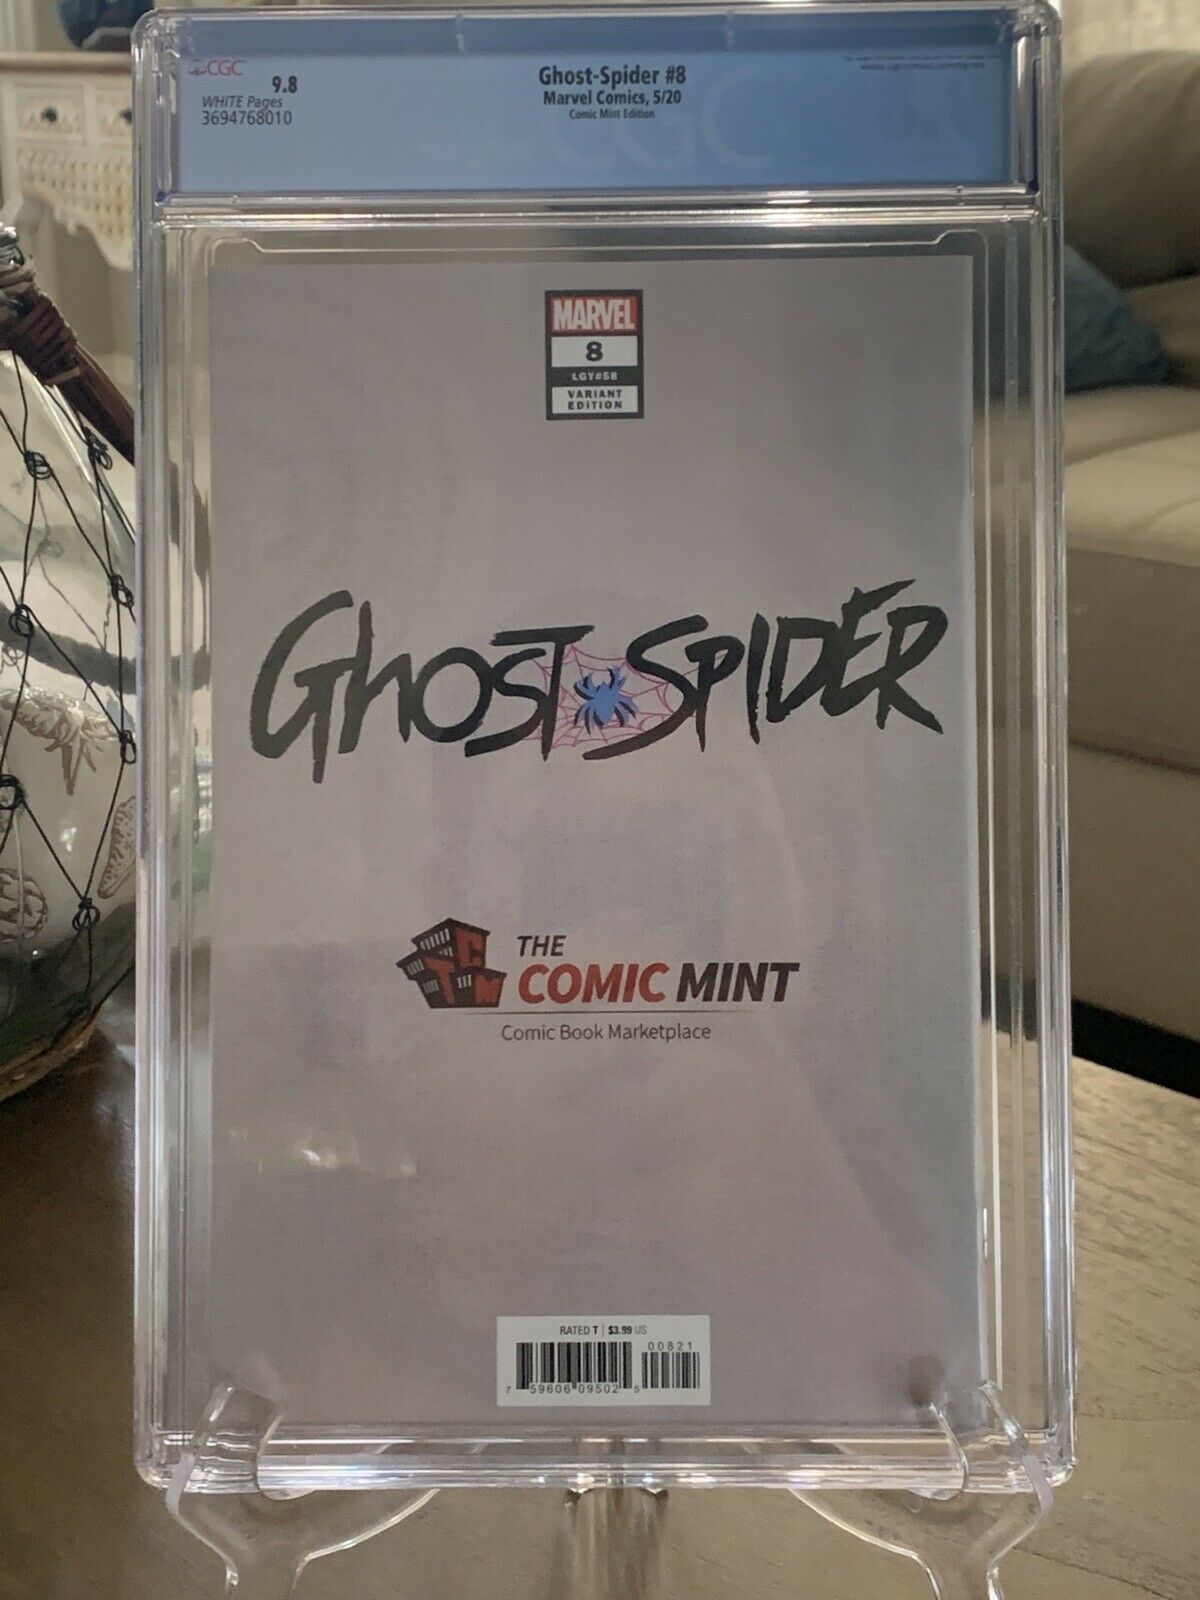 CGC
9.8
WHITE Pages
3694768010
Ghost-Spider #8
Marvel Comics, 5/20
Comic Mint Edition
CGC
MARVEL
8
LGY#58
VARIANT
EDITION
GHOST SPIDER
TCM
THE
COMIC MINT
Comic Book Marketplace
RATED T | $3.99 US
00821
7 59606 09502 5